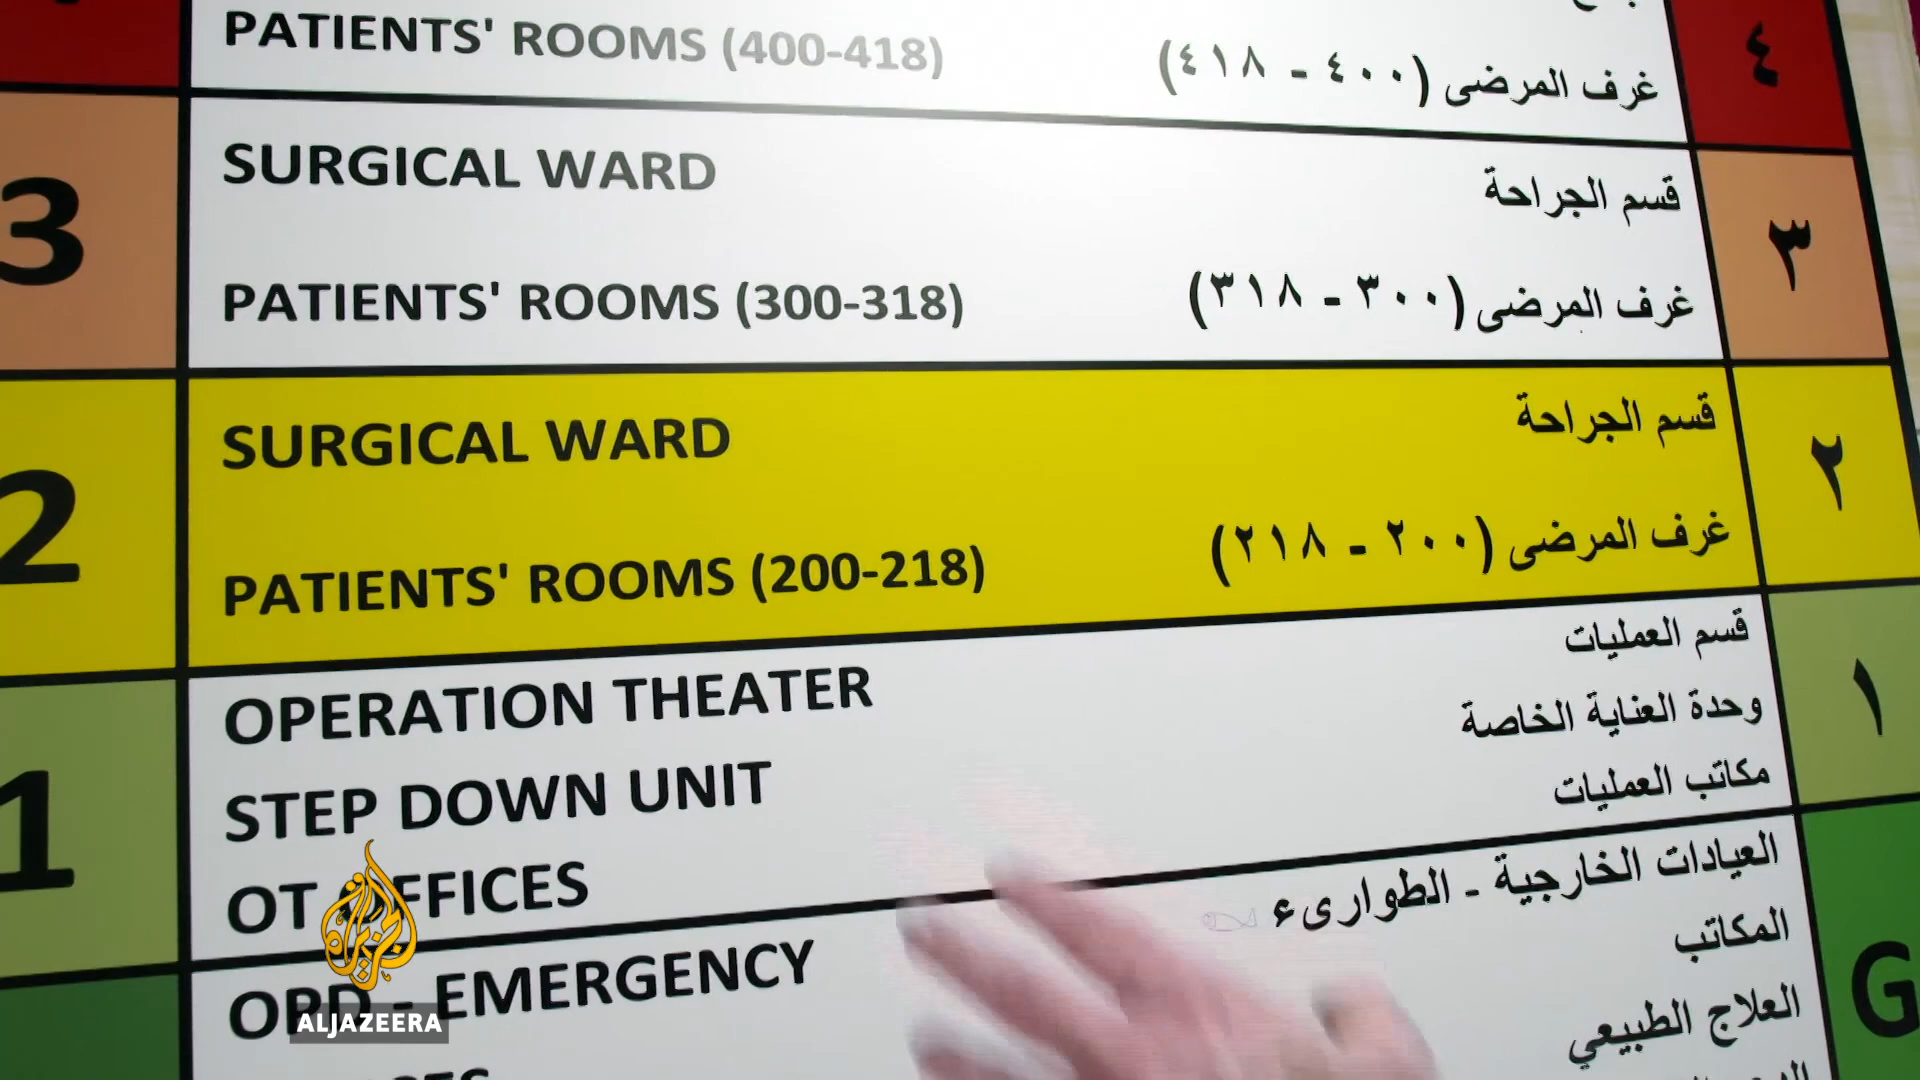 PATIENTS' ROOMS (400-418)
غرف المرضى (٤٠٠ - ٤١٨)
٤
3
SURGICAL WARD
قسم الجراحة
٣
PATIENTS' ROOMS (300-318)
غرف المرضى (٣٠٠ - ٣١٨)
2
SURGICAL WARD
قسم الجراحة
٢
PATIENTS' ROOMS (200-218)
غرف المرضى (٢٠٠ - ٢١٨)
1
OPERATION THEATER
قسم العمليات
١
STEP DOWN UNIT
وحدة العناية الخاصة
OT OFFICES
مكاتب العمليات
OPD - EMERGENCY
العيادات الخارجية - الطوارىء
G
المكاتب
العلاج الطبيعي
الجزيرة
ALJAZEERA